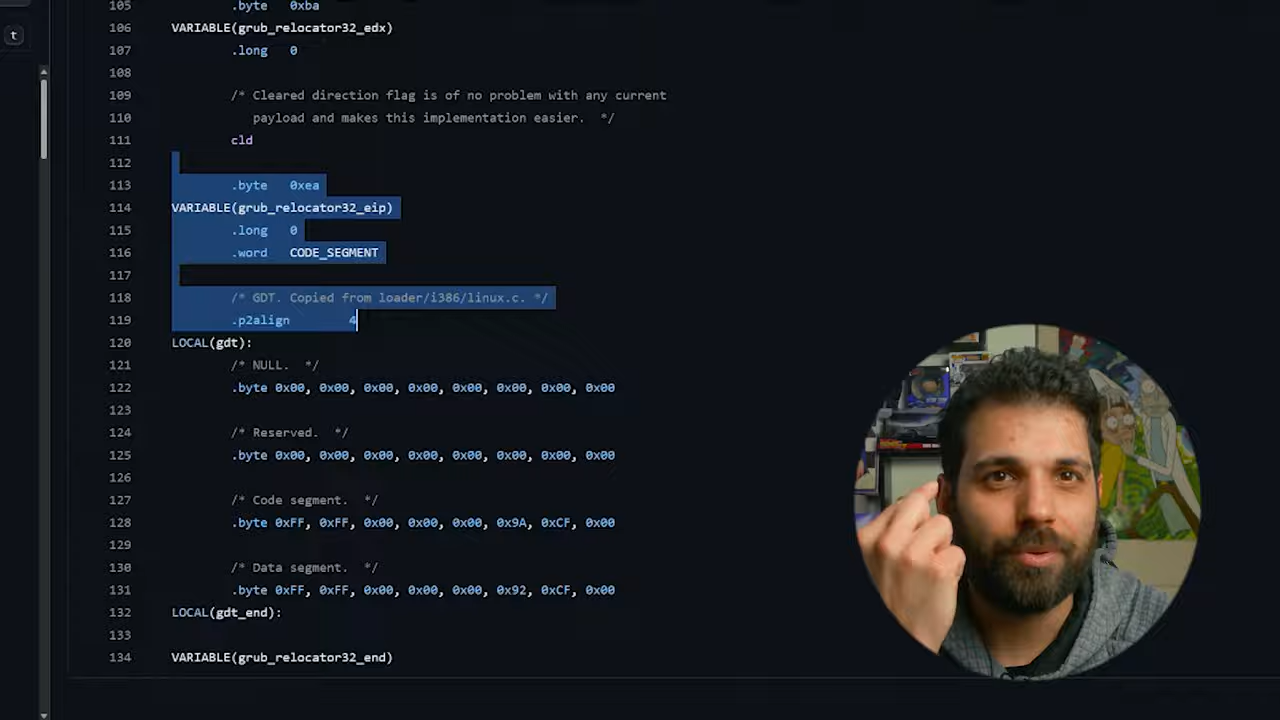 t
105 .byte 0xba
106 VARIABLE(grub_relocator32_edx)
107 .long 0
108
109 /* Cleared direction flag is of no problem with any current
110 payload and makes this implementation easier. */
111 cld
112
113 .byte 0xea
114 VARIABLE(grub_relocator32_eip)
115 .long 0
116 .word CODE_SEGMENT
117
118 /* GDT. Copied from loader/i386/linux.c. */
119 .p2align 4
120 LOCAL(gdt):
121 /* NULL. */
122 .byte 0x00, 0x00, 0x00, 0x00, 0x00, 0x00, 0x00, 0x00
123
124 /* Reserved. */
125 .byte 0x00, 0x00, 0x00, 0x00, 0x00, 0x00, 0x00, 0x00
126
127 /* Code segment. */
128 .byte 0xFF, 0xFF, 0x00, 0x00, 0x00, 0x9A, 0xCF, 0x00
129
130 /* Data segment. */
131 .byte 0xFF, 0xFF, 0x00, 0x00, 0x00, 0x92, 0xCF, 0x00
132 LOCAL(gdt_end):
133
134 VARIABLE(grub_relocator32_end)